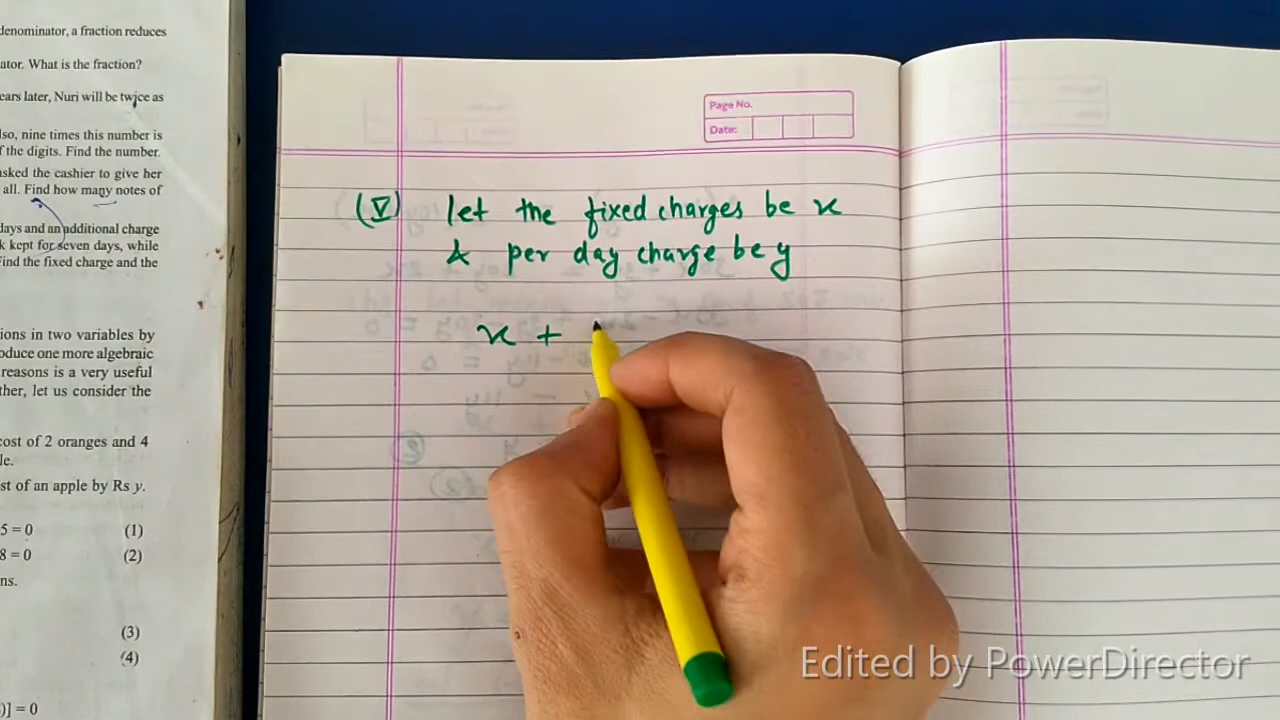 denominator, a fraction reduces
ator. What is the fraction?
ears later, Nuri will be twice as
lso, nine times this number is
f the digits. Find the number.
asked the cashier to give her
all. Find how many notes of
days and an additional charge
k kept for seven days, while
Find the fixed charge and the
ions in two variables by
oduce one more algebraic
reasons is a very useful
ther, let us consider the
cost of 2 oranges and 4
le.
st of an apple by Rs y.
5 = 0 (1)
8 = 0 (2)
ns.
(3)
(4)
)] = 0
Page No.
Date:
(V) let the fixed charges be x
& per day charge be y
x +
Edited by PowerDirector